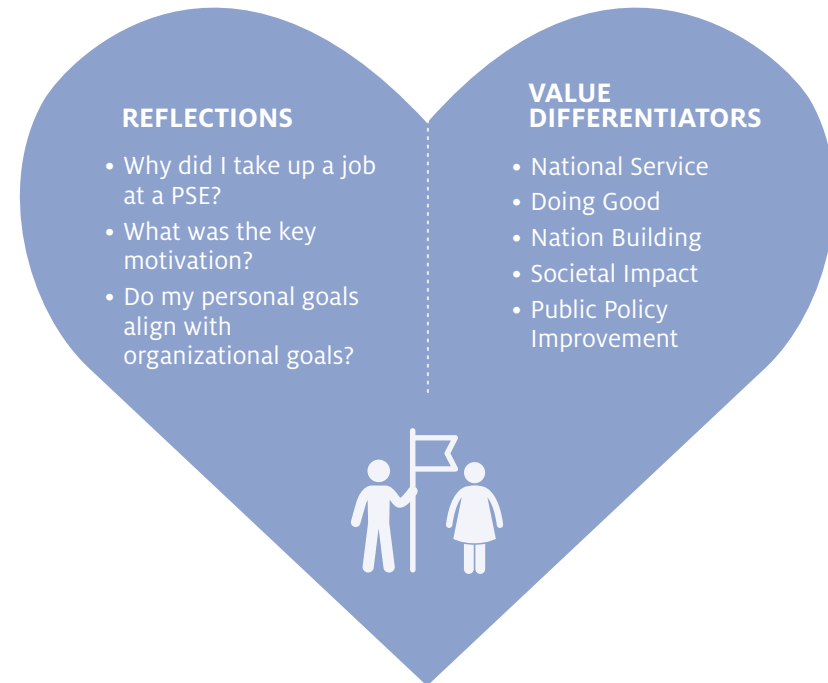 REFLECTIONS
• Why did I take up a job
at a PSE?
• What was the key
motivation?
• Do my personal goals
align with
organizational goals?
VALUE
DIFFERENTIATORS
• National Service
• Doing Good
• Nation Building
• Societal Impact
• Public Policy
Improvement